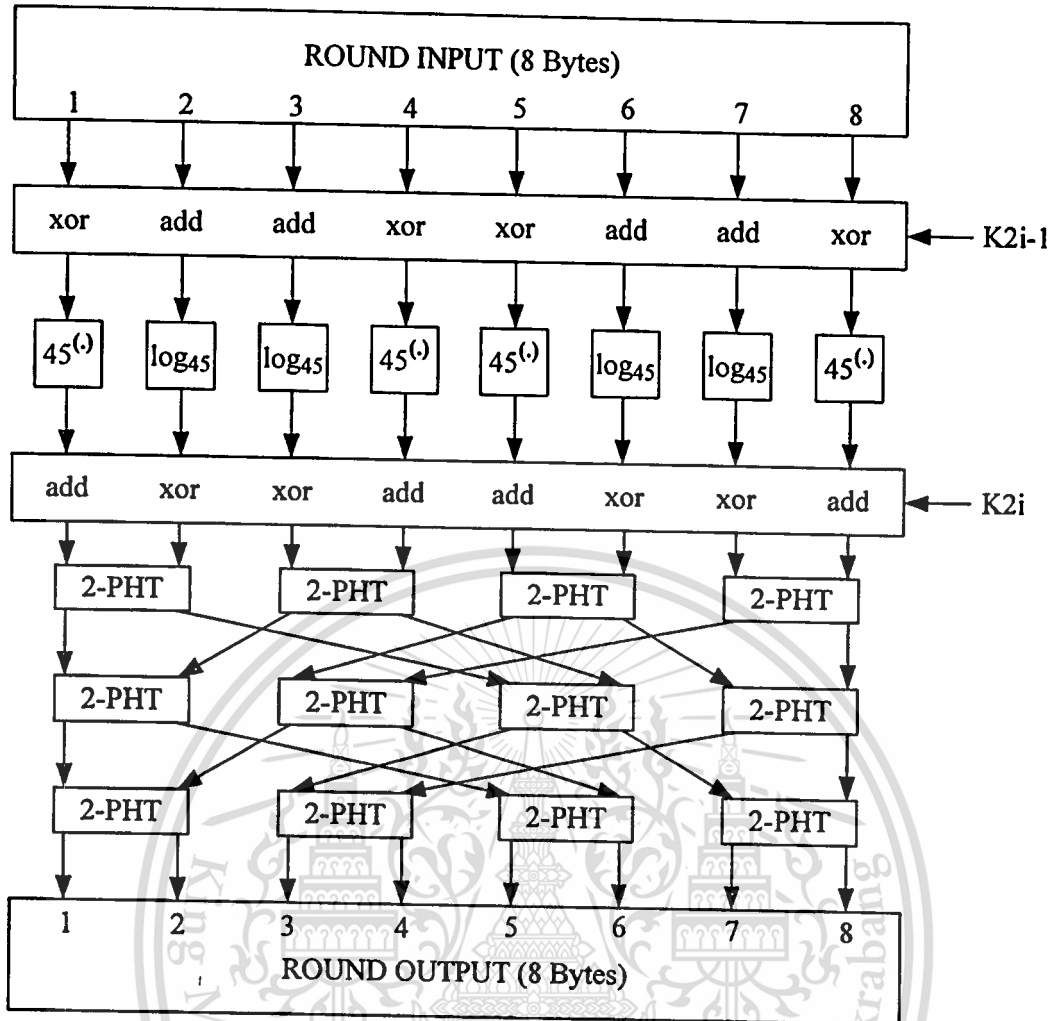 ROUND INPUT (8 Bytes)
1 2 3 4 5 6 7 8
xor add add xor xor add add xor
K2i-1
45(.) log45 log45 45(.) 45(.) log45 log45 45(.)
add xor xor add add xor xor add
K2i
2-PHT 2-PHT 2-PHT 2-PHT
2-PHT 2-PHT 2-PHT 2-PHT
2-PHT 2-PHT 2-PHT 2-PHT
1 2 3 4 5 6 7 8
ROUND OUTPUT (8 Bytes)
King
krabang